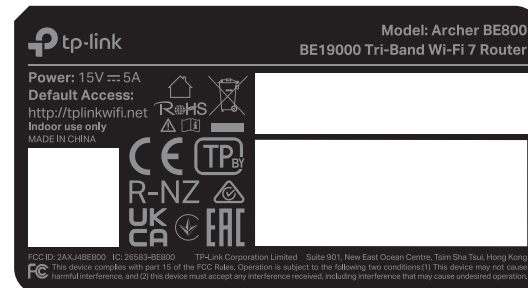 tp-link
Model: Archer BE800
BE19000 Tri-Band Wi-Fi 7 Router
Power: 15V ⎓ 5A
Default Access:
http://tplinkwifi.net
Indoor use only
MADE IN CHINA
RoHS
CE TP BY
R-NZ
UK CA EAC
FCC ID: 2AXJ4BE800 IC: 26583-BE800 TP-Link Corporation Limited Suite 901, New East Ocean Centre, Tsim Sha Tsui, Hong Kong
FC This device complies with part 15 of the FCC Rules. Operation is subject to the following two conditions:(1) This device may not cause
harmful interference, and (2) this device must accept any interference received, including interference that may cause undesired operation.